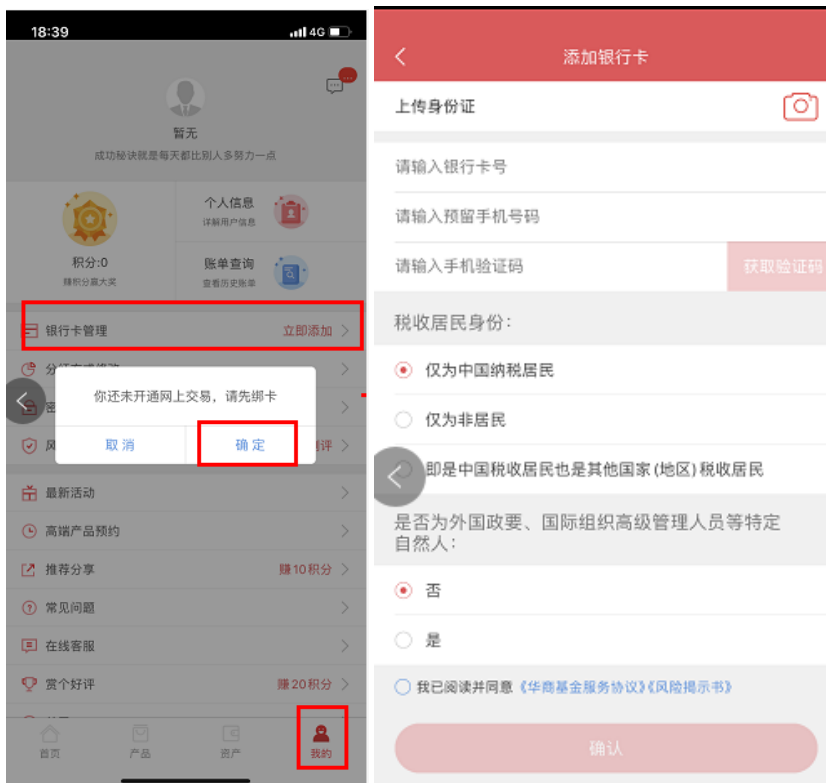 18:39
4G
暂无
成功秘诀就是每天都比别人多努力一点
积分:0
赚积分赢大奖
个人信息
详解用户信息
账单查询
查看历史账单
银行卡管理
立即添加
你还未开通网上交易，请先绑卡
取消
确定
最新活动
高端产品预约
推荐分享
赚10积分
常见问题
在线客服
赏个好评
赚20积分
首页
产品
资产
我的
添加银行卡
上传身份证
请输入银行卡号
请输入预留手机号码
请输入手机验证码
获取验证码
税收居民身份：
仅为中国纳税居民
仅为非居民
即是中国税收居民也是其他国家(地区)税收居民
是否为外国政要、国际组织高级管理人员等特定
自然人：
否
是
我已阅读并同意《华商基金服务协议》《风险揭示书》
确认